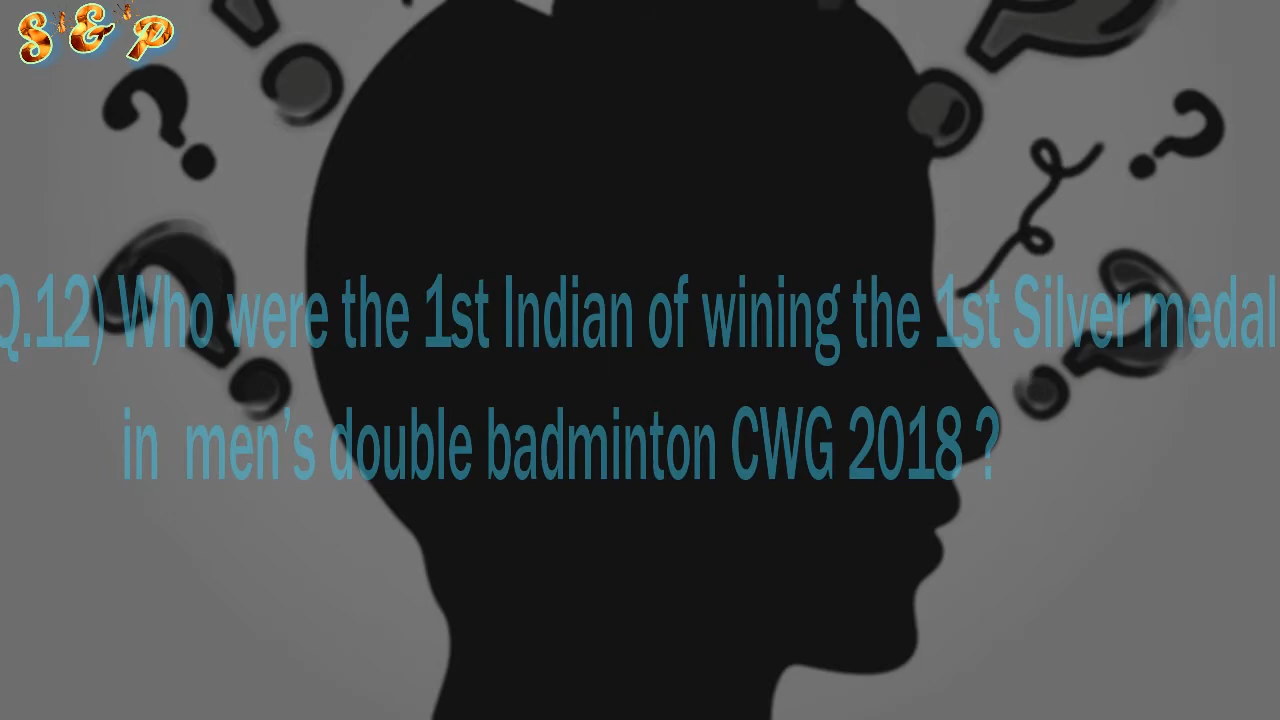 S & P
Q.12) Who were the 1st Indian of wining the 1st Silver medal
in men's double badminton CWG 2018 ?